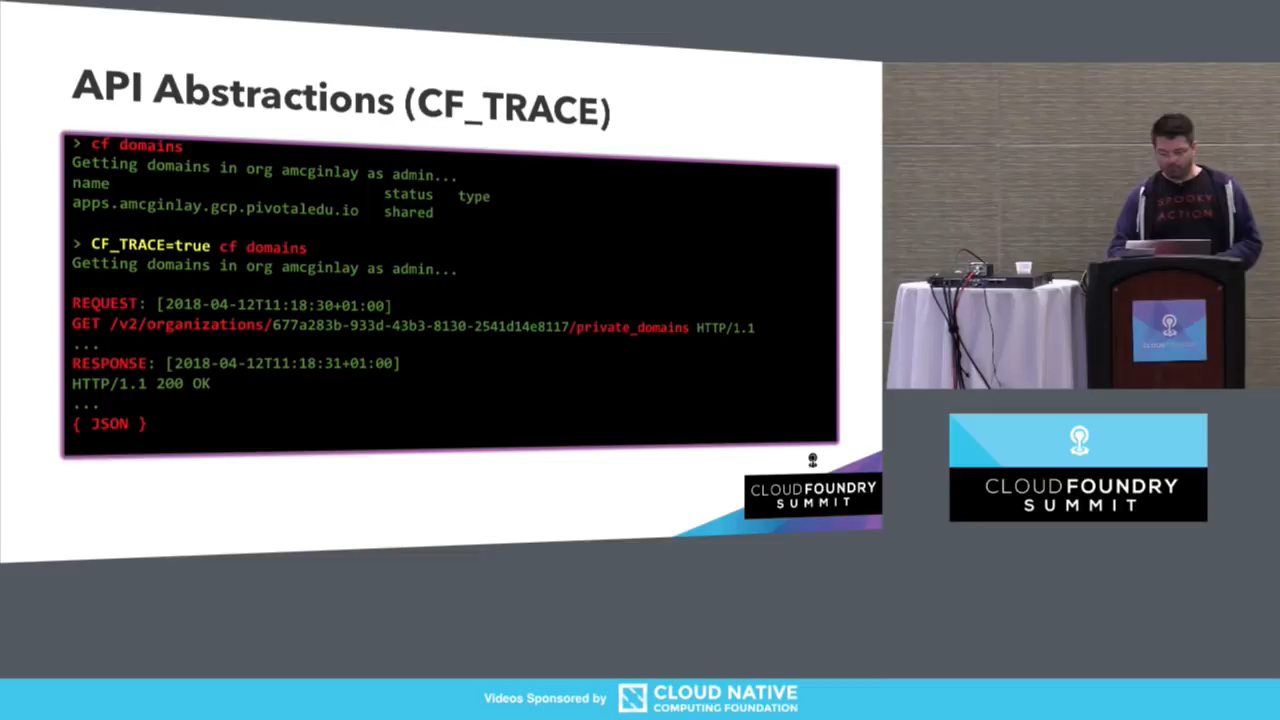 API Abstractions (CF_TRACE)
> cf domains
Getting domains in org amcginlay as admin...
name status type
apps.amcginlay.gcp.pivotaledu.io shared
> CF_TRACE=true cf domains
Getting domains in org amcginlay as admin...
REQUEST: [2018-04-12T11:18:30+01:00]
GET /v2/organizations/677a283b-933d-43b3-8130-2541d14e8117/private_domains HTTP/1.1
...
RESPONSE: [2018-04-12T11:18:31+01:00]
HTTP/1.1 200 OK
...
{ JSON }
CLOUDFOUNDRY
SUMMIT
SPOOKY
ACTION
CLOUDFOUNDRY
SUMMIT
Videos Sponsored by CLOUD NATIVE
COMPUTING FOUNDATION